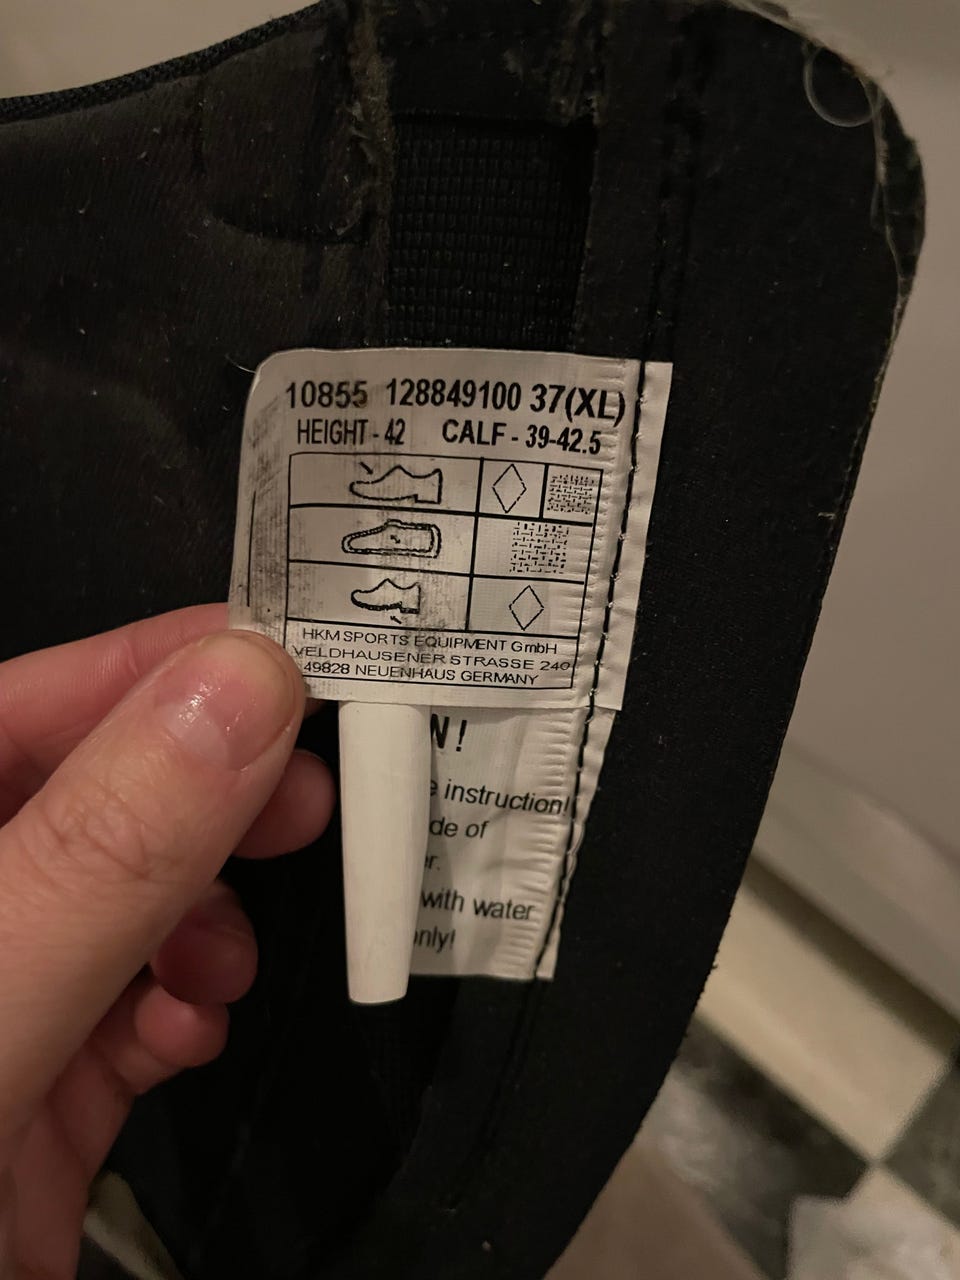 10855 128849100 37(XL)
HEIGHT - 42 CALF - 39-42.5
HKM SPORTS EQUIPMENT GmbH
VELDHAUSENER STRASSE 240
49828 NEUENHAUS GERMANY
N!
e instruction!
de of
er.
with water
only!